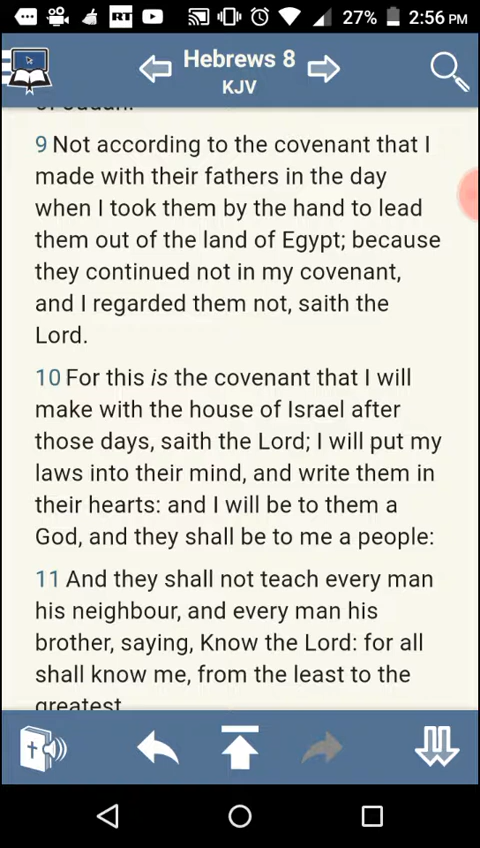 RT 27% 2:56 PM
Hebrews 8
KJV
of Judah:
9 Not according to the covenant that I
made with their fathers in the day
when I took them by the hand to lead
them out of the land of Egypt; because
they continued not in my covenant,
and I regarded them not, saith the
Lord.
10 For this is the covenant that I will
make with the house of Israel after
those days, saith the Lord; I will put my
laws into their mind, and write them in
their hearts: and I will be to them a
God, and they shall be to me a people:
11 And they shall not teach every man
his neighbour, and every man his
brother, saying, Know the Lord: for all
shall know me, from the least to the
greatest.